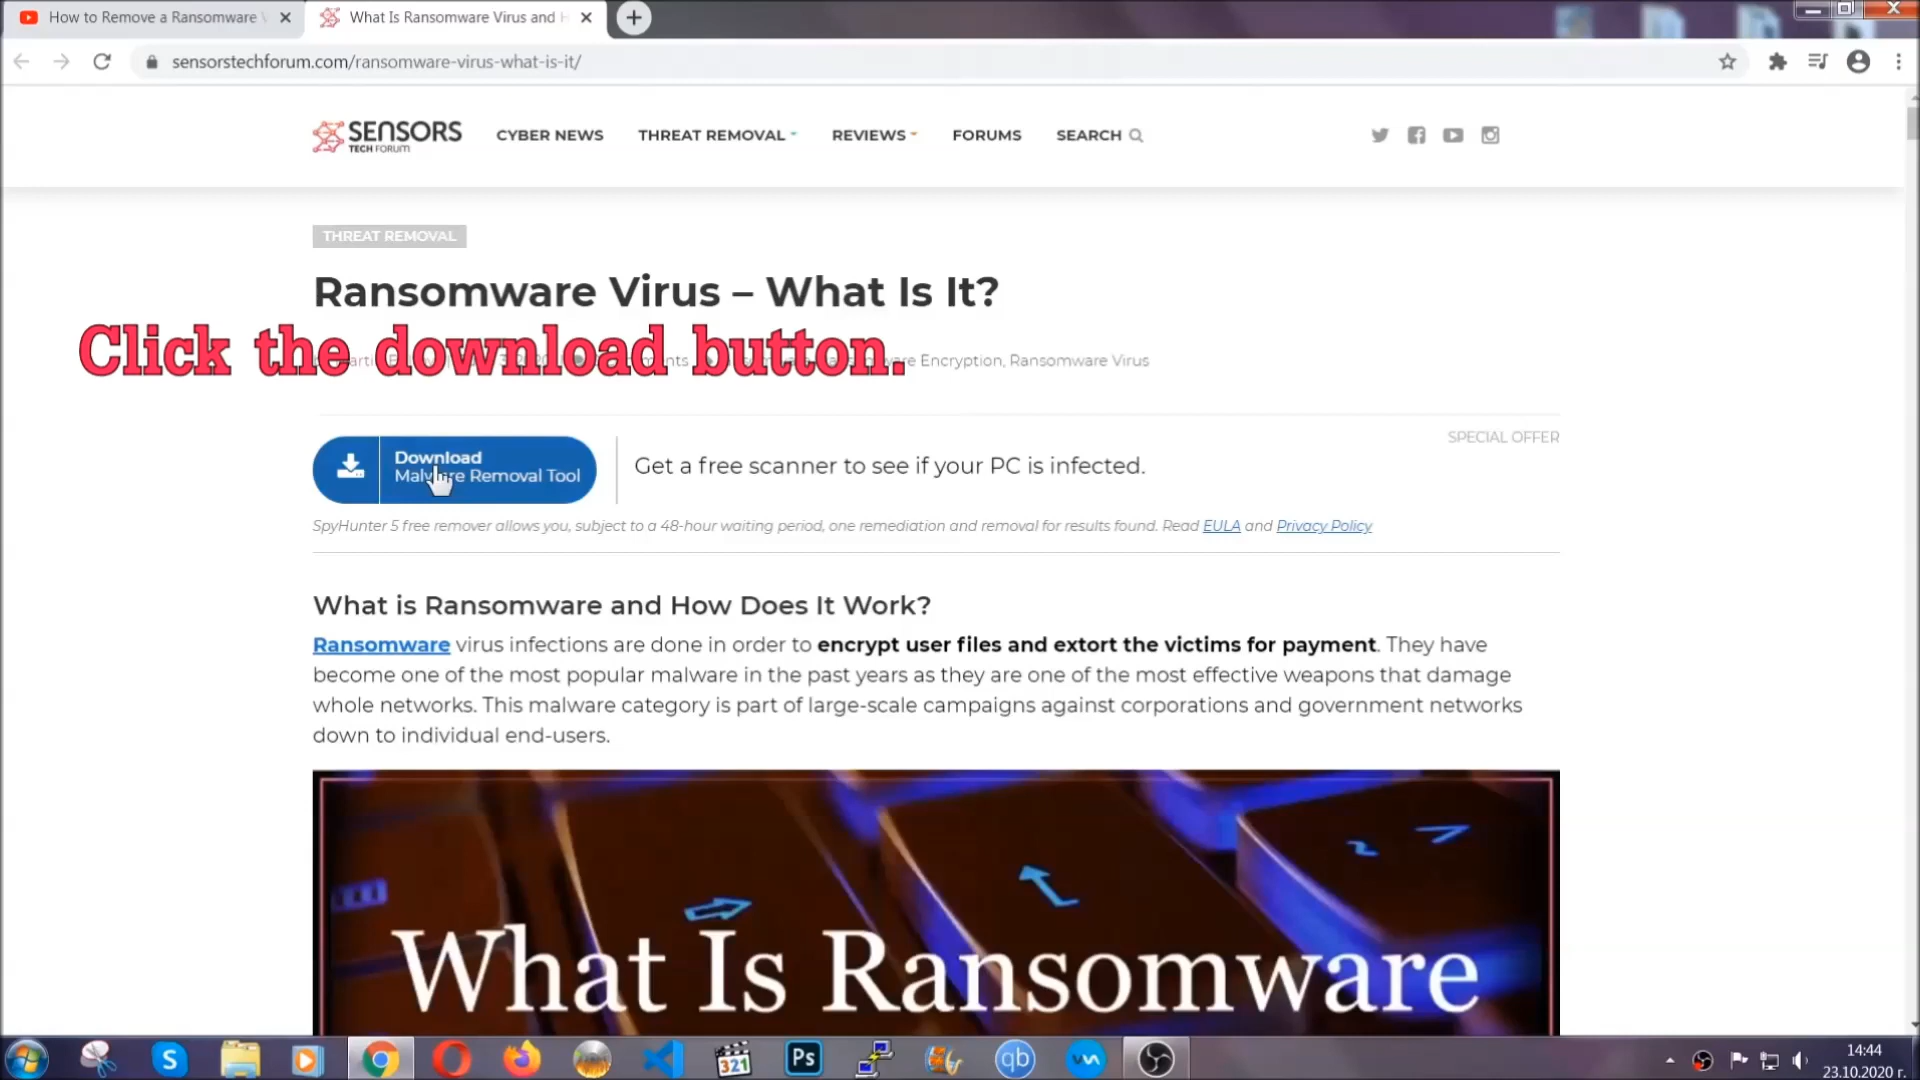 How to Remove a Ransomware
What Is Ransomware Virus and
sensorstechforum.com/ransomware-virus-what-is-it/
SENSORS
TECH FORUM
CYBER NEWS
THREAT REMOVAL
REVIEWS
FORUMS
SEARCH
THREAT REMOVAL
Ransomware Virus – What Is It?
Click the download button.
Encryption, Ransomware Virus
SPECIAL OFFER
Download
Malware Removal Tool
Get a free scanner to see if your PC is infected.
SpyHunter 5 free remover allows you, subject to a 48-hour waiting period, one remediation and removal for results found. Read EULA and Privacy Policy
What is Ransomware and How Does It Work?
Ransomware virus infections are done in order to encrypt user files and extort the victims for payment. They have
become one of the most popular malware in the past years as they are one of the most effective weapons that damage
whole networks. This malware category is part of large-scale campaigns against corporations and government networks
down to individual end-users.
What Is Ransomware
S
321
Ps
qb
14:44
23.10.2020 г.